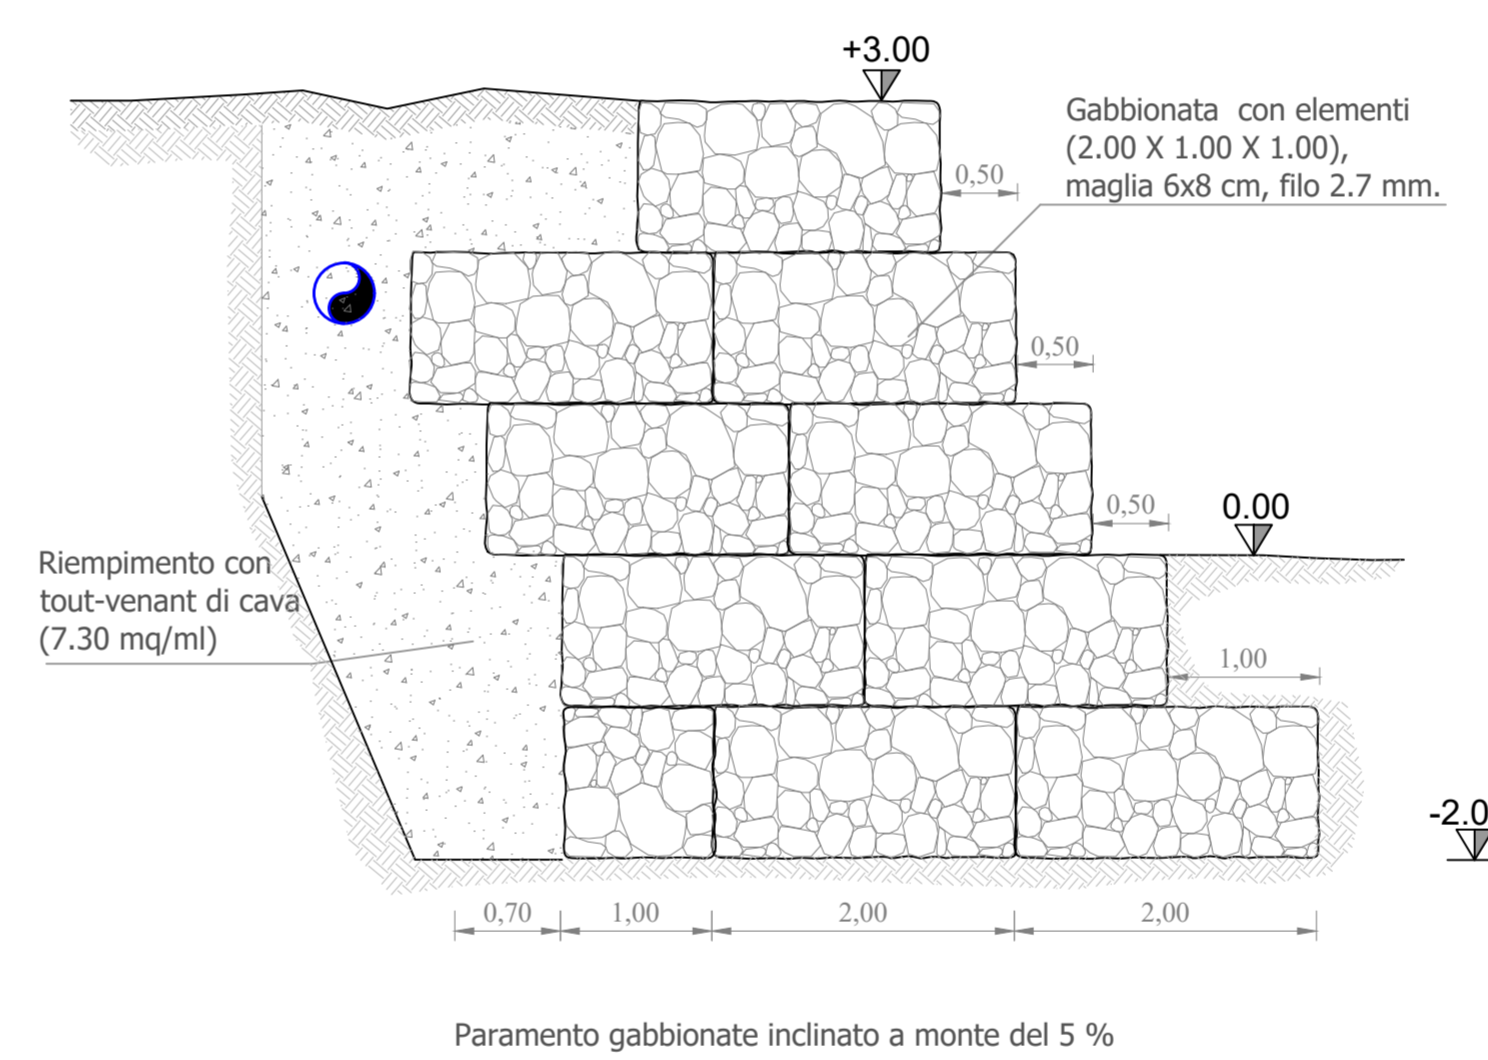 +3.00
Gabbionata con elementi
(2.00 X 1.00 X 1.00),
maglia 6x8 cm, filo 2.7 mm.
0,50
0,50
0,50
0.00
Riempimento con
tout-venant di cava
(7.30 mq/ml)
1,00
-2.0
0,70
1,00
2,00
2,00
Paramento gabbionate inclinato a monte del 5 %